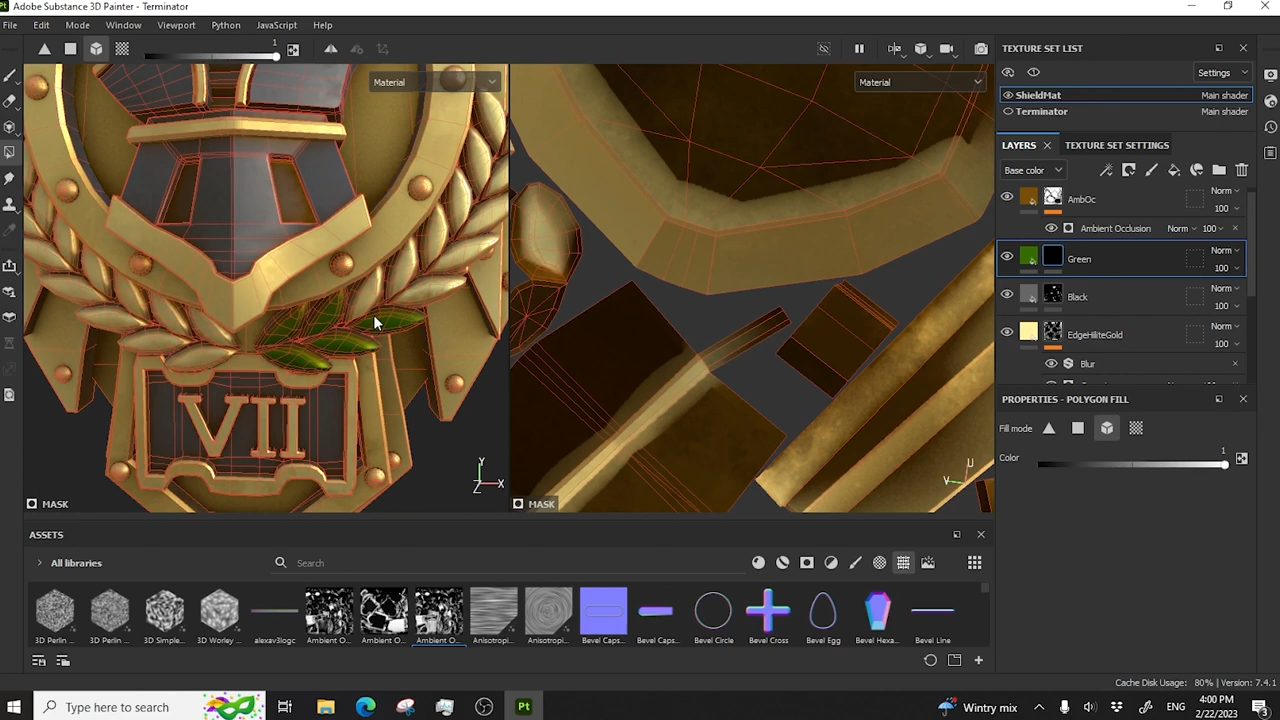 Pt Adobe Substance 3D Painter - Terminator
File Edit Mode Window Viewport Python JavaScript Help
1
Material
Material
VII
Y
Z X
U
V
MASK
MASK
TEXTURE SET LIST
Settings
ShieldMat Main shader
Terminator Main shader
LAYERS TEXTURE SET SETTINGS
Base color
AmbOc Norm 100
Ambient Occlusion Norm 100
Green Norm 100
Black Norm 100
EdgeHiliteGold Norm 100
Blur
PROPERTIES - POLYGON FILL
Fill mode
Color 1
ASSETS
All libraries Search
3D Perlin ... 3D Perlin ... 3D Simple... 3D Worley ... alexav3logc Ambient O... Ambient O... Ambient O... Anisotropi... Anisotropi... Bevel Caps... Bevel Caps... Bevel Circle Bevel Cross Bevel Egg Bevel Hexa... Bevel Line
Cache Disk Usage: 80% | Version: 7.4.1
Type here to search Pt Wintry mix ENG 4:00 PM
2/22/2023 3